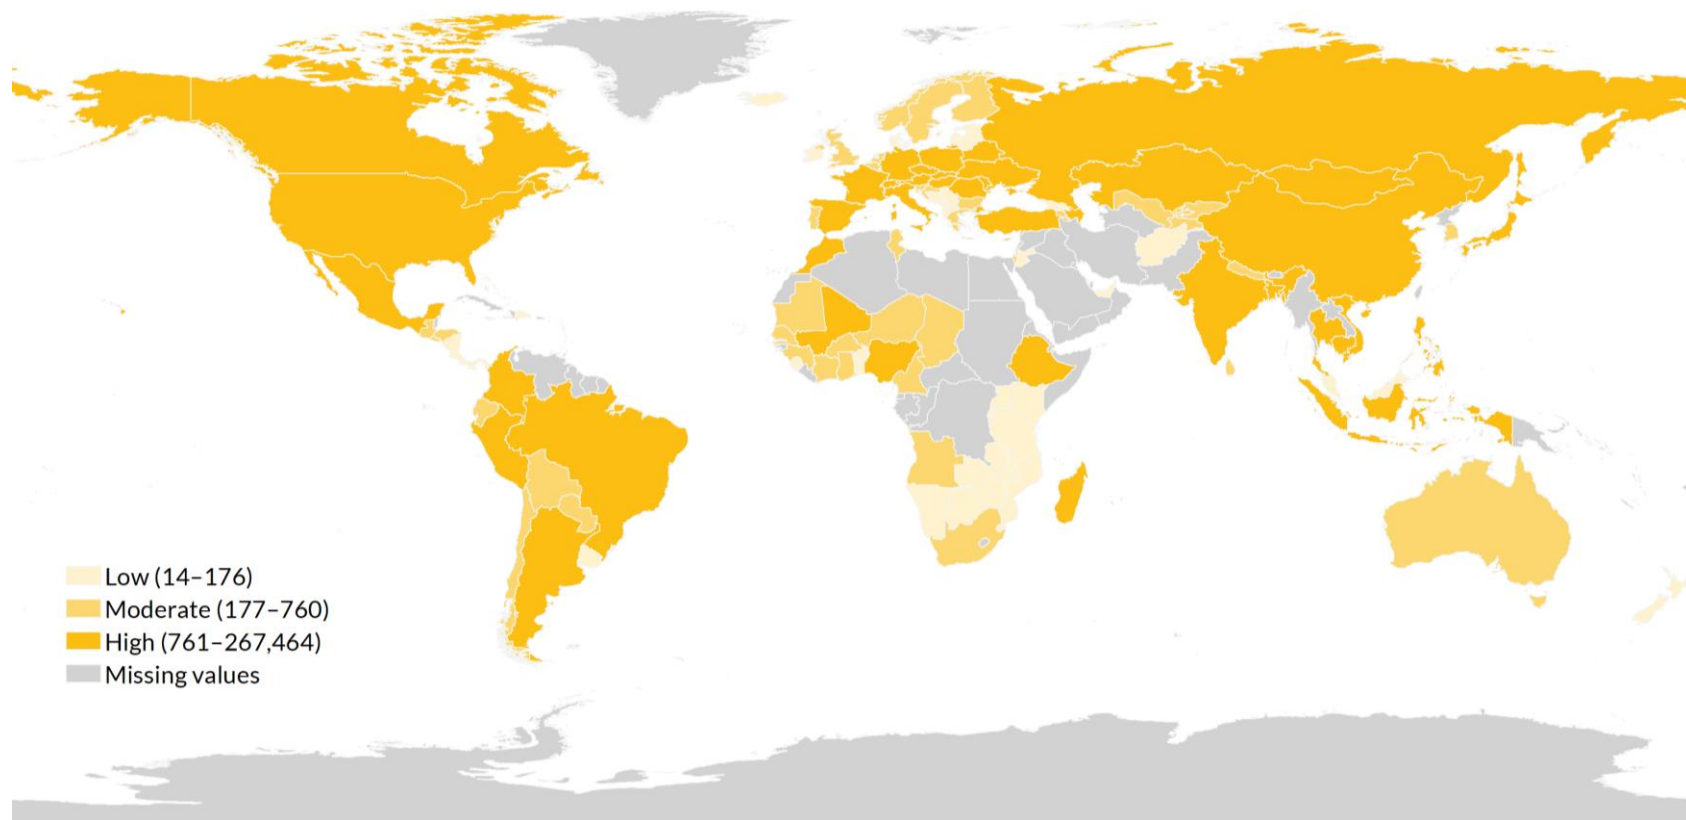 Low (14–176)
Moderate (177–760)
High (761–267,464)
Missing values